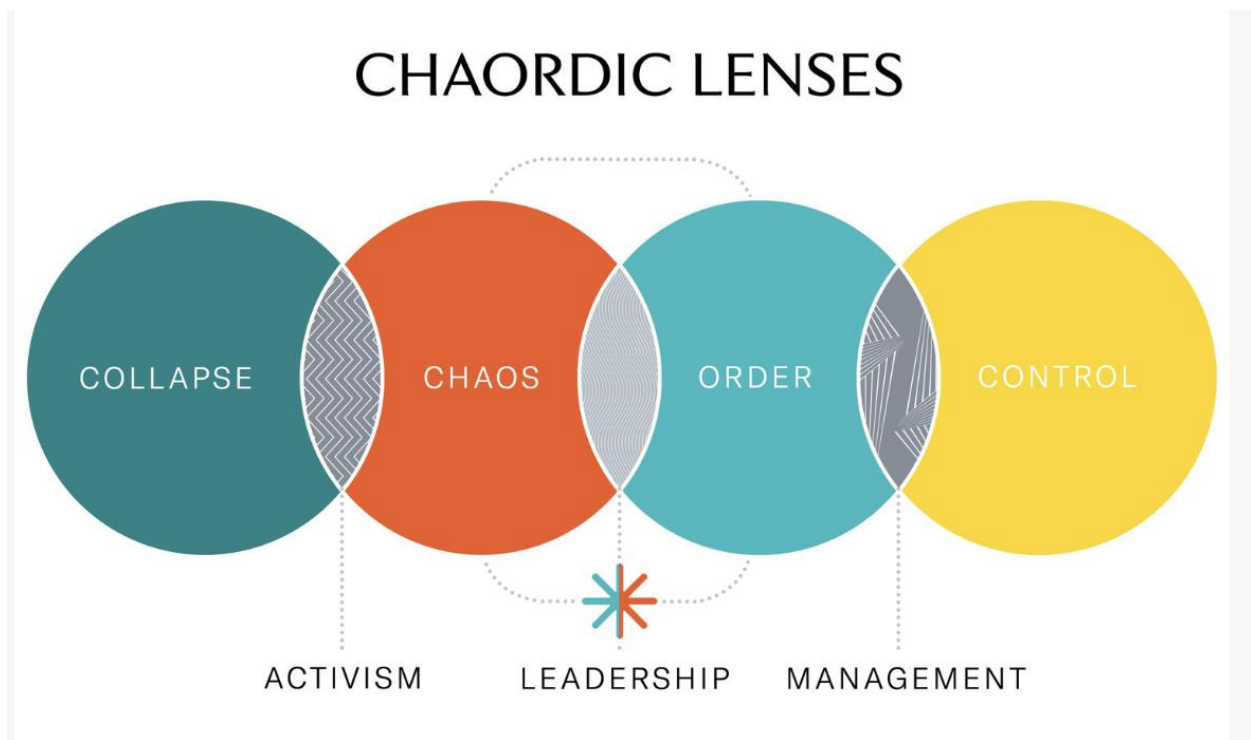 CHAORDIC LENSES
COLLAPSE CHAOS ORDER CONTROL
ACTIVISM LEADERSHIP MANAGEMENT